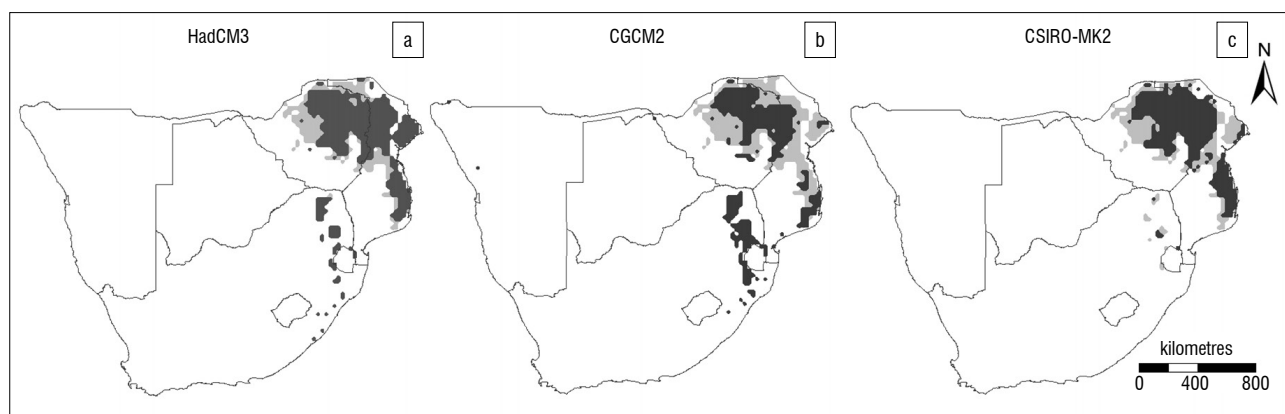 HadCM3
a
CGCM2
b
CSIRO-MK2
c
N
kilometres
0 400 800